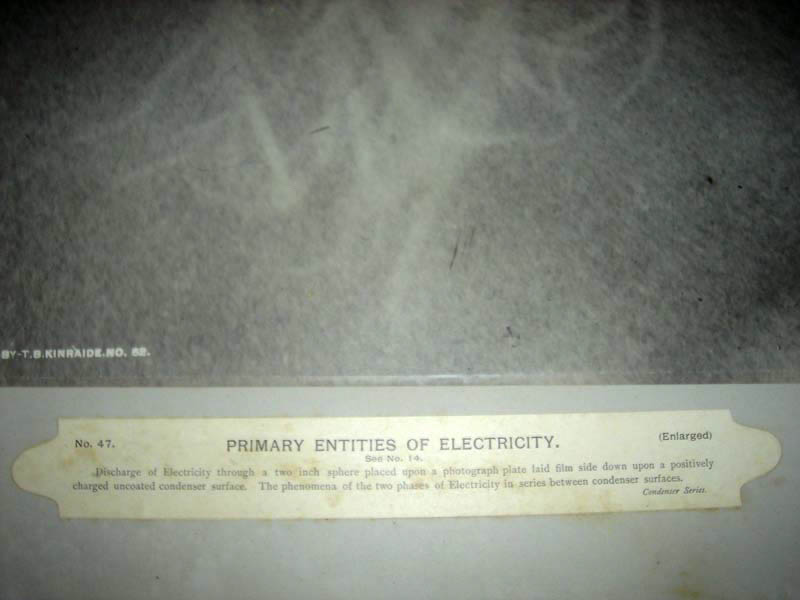 BY-T.B.KINRAIDE.NO. 62.
No. 47.
PRIMARY ENTITIES OF ELECTRICITY.
(Enlarged)
See No. 14.
Discharge of Electricity through a two inch sphere placed upon a photograph plate laid film side down upon a positively
charged uncoated condenser surface. The phenomena of the two phases of Electricity in series between condenser surfaces.
Condenser Series.